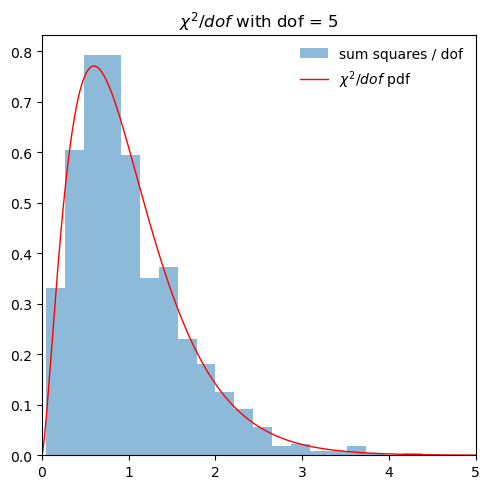 χ²/dof with dof = 5
sum squares / dof
χ²/dof pdf
0.8
0.7
0.6
0.5
0.4
0.3
0.2
0.1
0.0
0 1 2 3 4 5